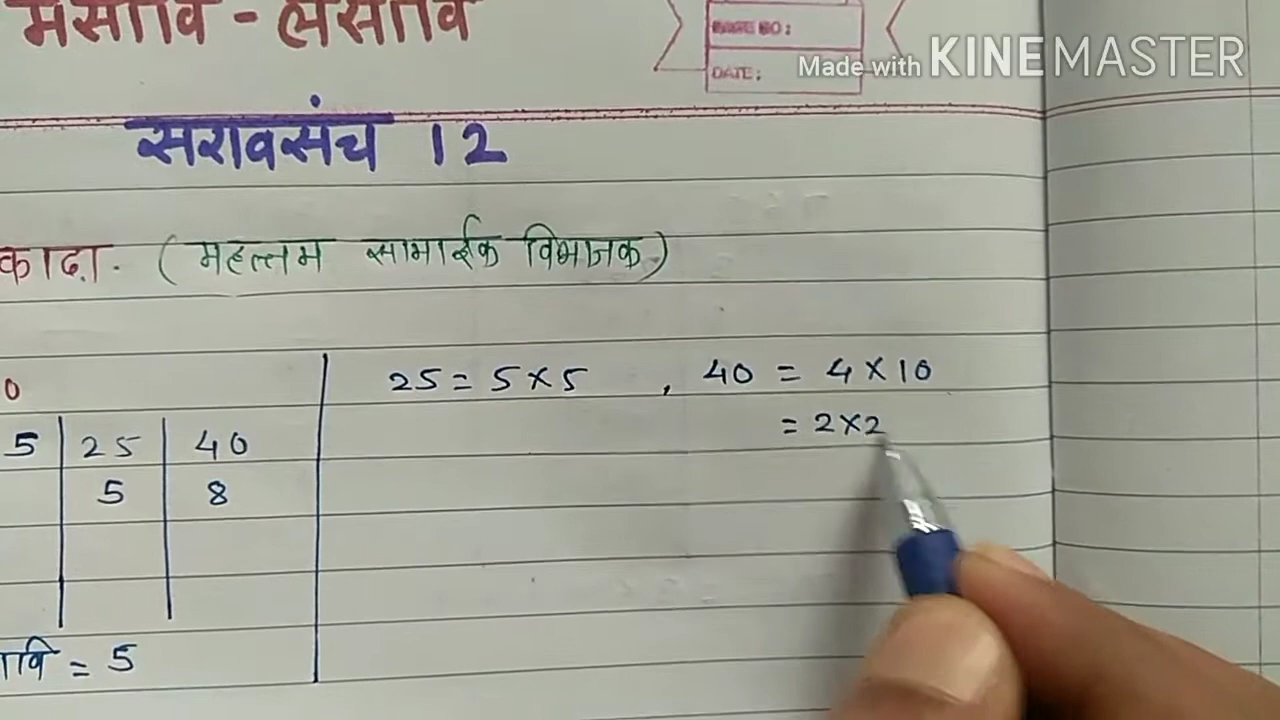 मसावि - लसावि
PAGE NO:
DATE:
Made with KINEMASTER
सरावसंच 12
काढा. (महत्तम सामाईक विभाजक)
0
25 = 5 × 5 , 40 = 4 × 10
= 2 × 2
5 25 40
5 8
ावि = 5